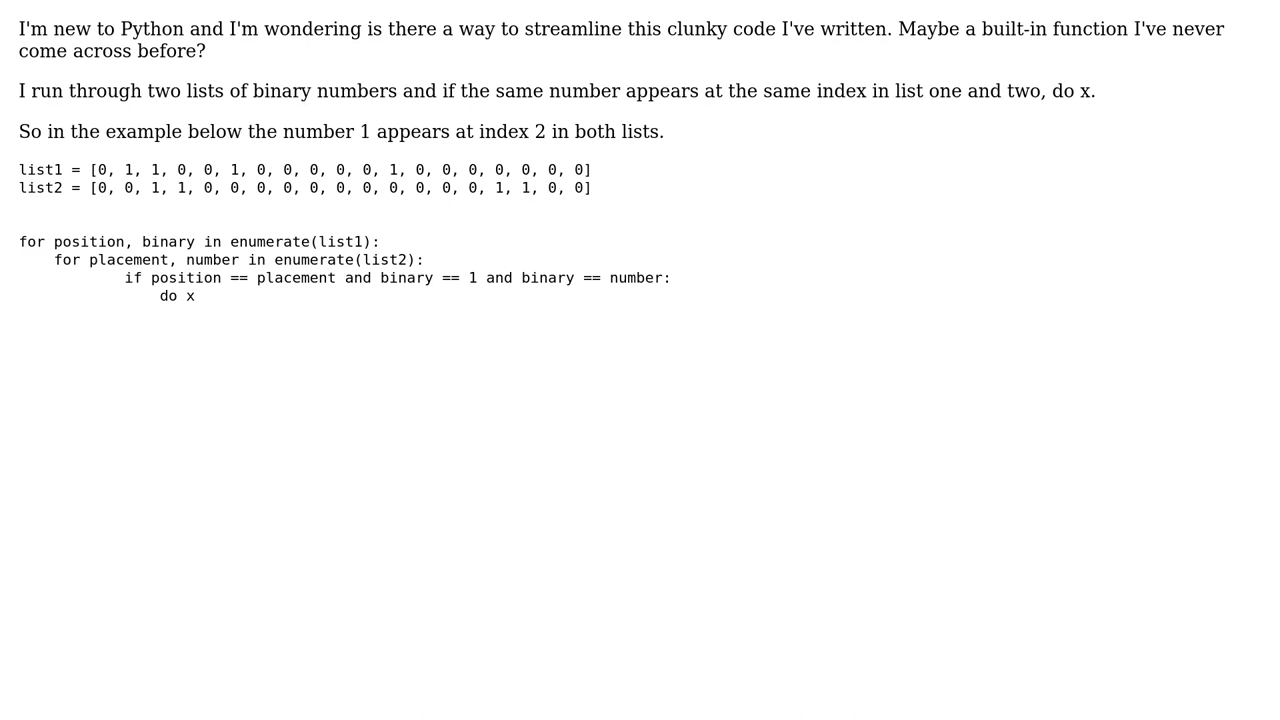 I'm new to Python and I'm wondering is there a way to streamline this clunky code I've written. Maybe a built-in function I've never
come across before?
I run through two lists of binary numbers and if the same number appears at the same index in list one and two, do x.
So in the example below the number 1 appears at index 2 in both lists.
list1 = [0, 1, 1, 0, 0, 1, 0, 0, 0, 0, 0, 1, 0, 0, 0, 0, 0, 0, 0]
list2 = [0, 0, 1, 1, 0, 0, 0, 0, 0, 0, 0, 0, 0, 0, 0, 1, 1, 0, 0]
for position, binary in enumerate(list1):
    for placement, number in enumerate(list2):
            if position == placement and binary == 1 and binary == number:
                do x